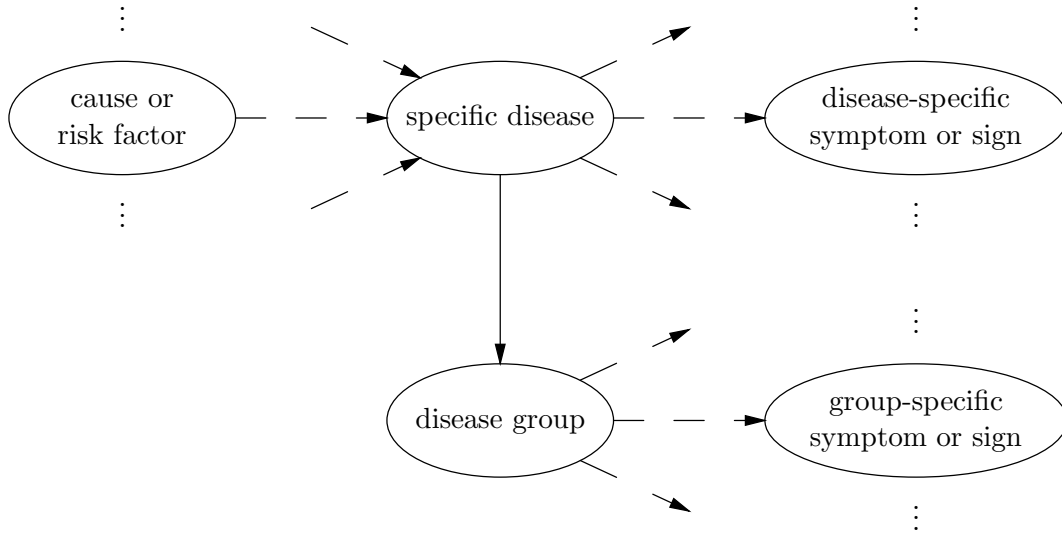 cause or
risk factor
specific disease
disease-specific
symptom or sign
disease group
group-specific
symptom or sign